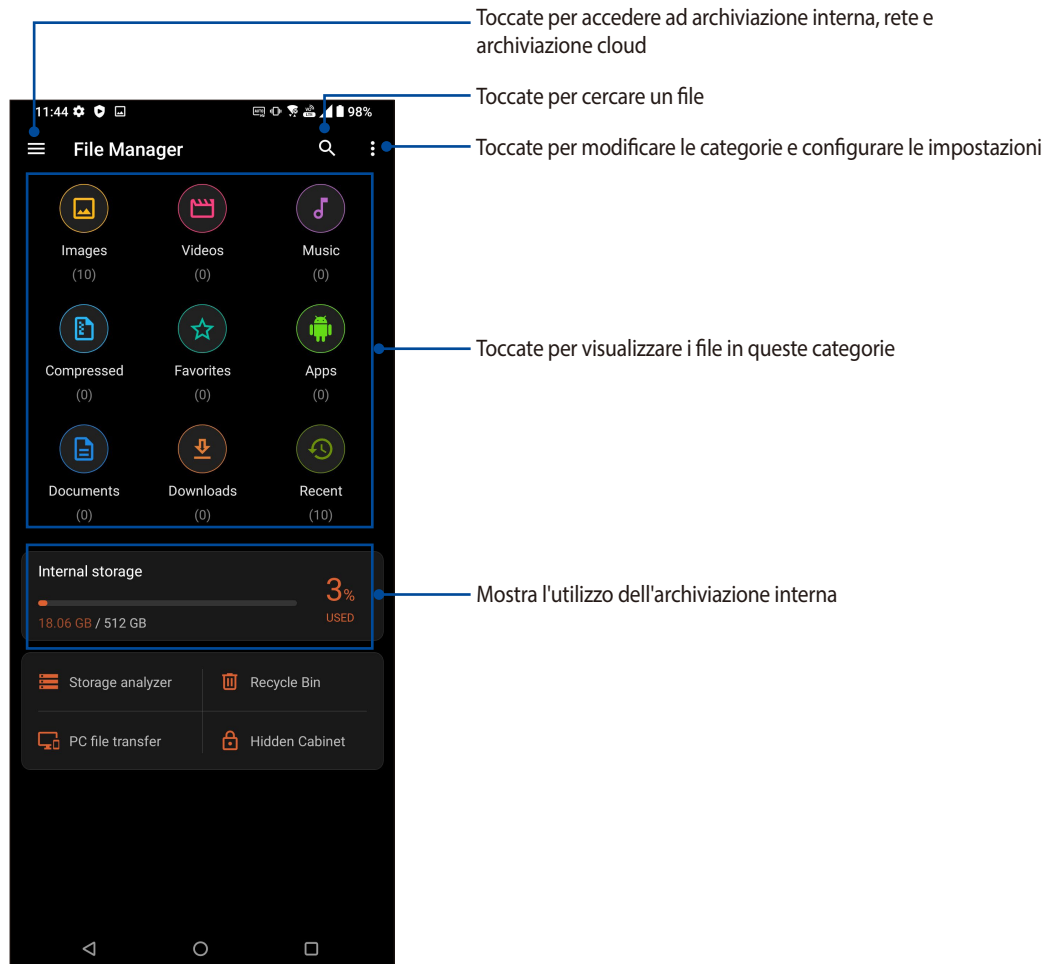 Toccate per accedere ad archiviazione interna, rete e
archiviazione cloud
Toccate per cercare un file
11:44 98%
File Manager
Toccate per modificare le categorie e configurare le impostazioni
Images Videos Music
(10) (0) (0)
Toccate per visualizzare i file in queste categorie
Compressed Favorites Apps
(0) (0) (0)
Documents Downloads Recent
(0) (0) (10)
Internal storage
3%
USED
18.06 GB / 512 GB
Mostra l'utilizzo dell'archiviazione interna
Storage analyzer Recycle Bin
PC file transfer Hidden Cabinet